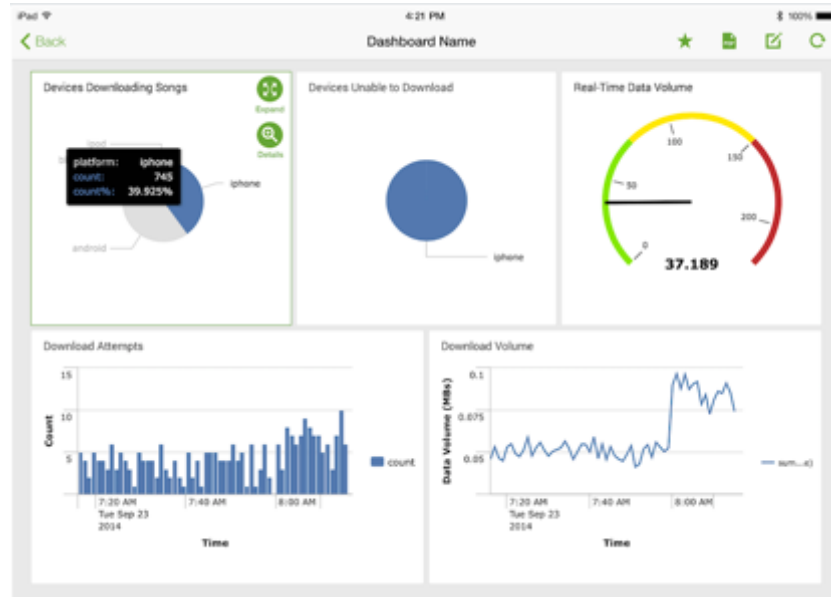 iPad
4:21 PM
100%
Back
Dashboard Name
Devices Downloading Songs
Expand
Details
ipod
platform: iphone
count: 745
count%: 39.925%
iphone
android
Devices Unable to Download
iphone
Real-Time Data Volume
0
50
100
150
200
37.189
Download Attempts
15
10
5
Count
count
7:20 AM
Tue Sep 23
2014
7:40 AM
8:00 AM
Time
Download Volume
0.1
0.075
0.05
Data Volume (MBs)
sum...s)
7:20 AM
Tue Sep 23
2014
7:40 AM
8:00 AM
Time